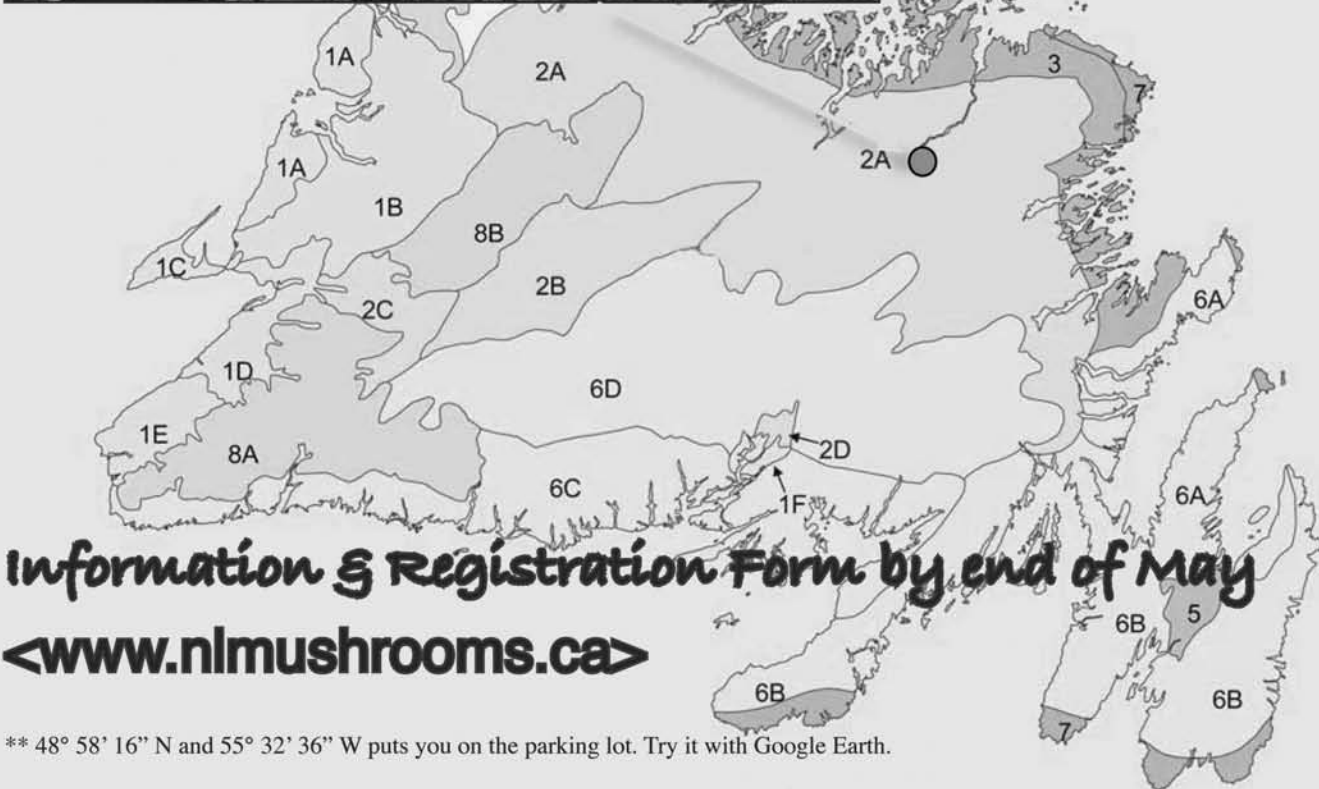 1A
2A
3
7
1A
2A
1B
8B
1C
2B
6A
2C
1D
6D
1E
2D
8A
6C
1F
6A
Information & Registration Form by end of May
5
6B
<www.nlmushrooms.ca>
6B
6B
7
** 48° 58’ 16” N and 55° 32’ 36” W puts you on the parking lot. Try it with Google Earth.